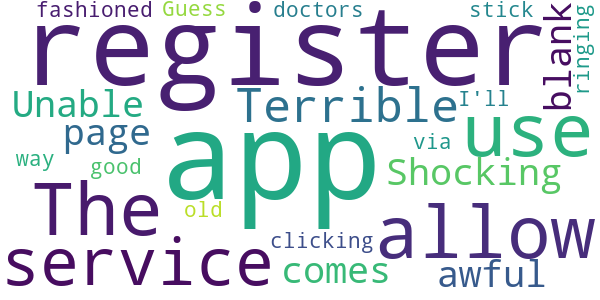 fashioned Guess doctors stick
register blank ringing
Unable Terrible I'll use
page app via
way good Shocking
The old allow
service clicking
comes awful